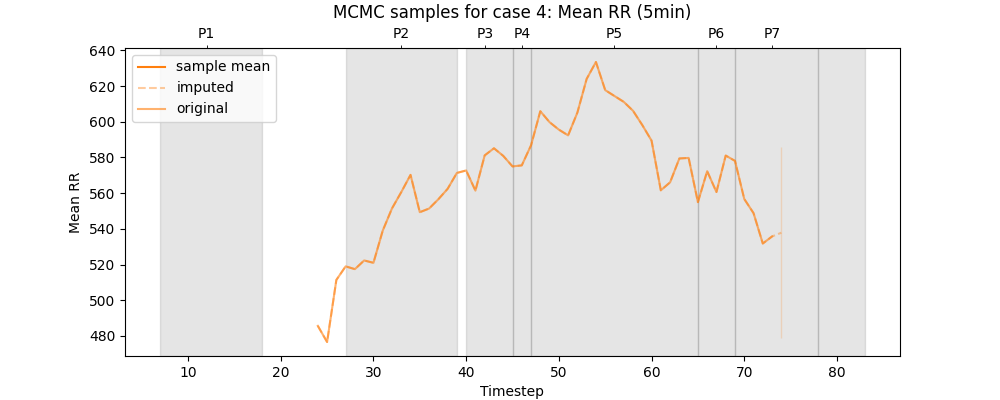 MCMC samples for case 4: Mean RR (5min)
P1 P2 P3 P4 P5 P6 P7
sample mean
imputed
original
640
620
600
580
560
540
520
500
480
Mean RR
10 20 30 40 50 60 70 80
Timestep